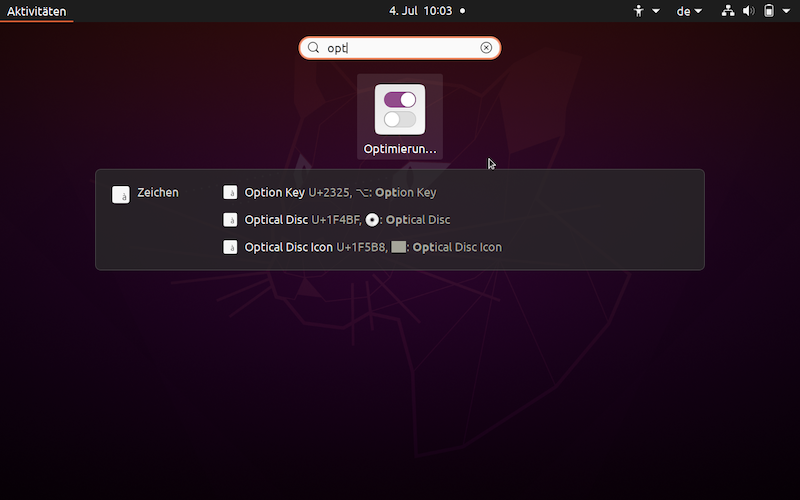 Aktivitäten 4. Jul 10:03 de
opt
Optimierun...
Zeichen
Option Key U+2325, ⌥: Option Key
Optical Disc U+1F4BF, 💿: Optical Disc
Optical Disc Icon U+1F5B8, : Optical Disc Icon